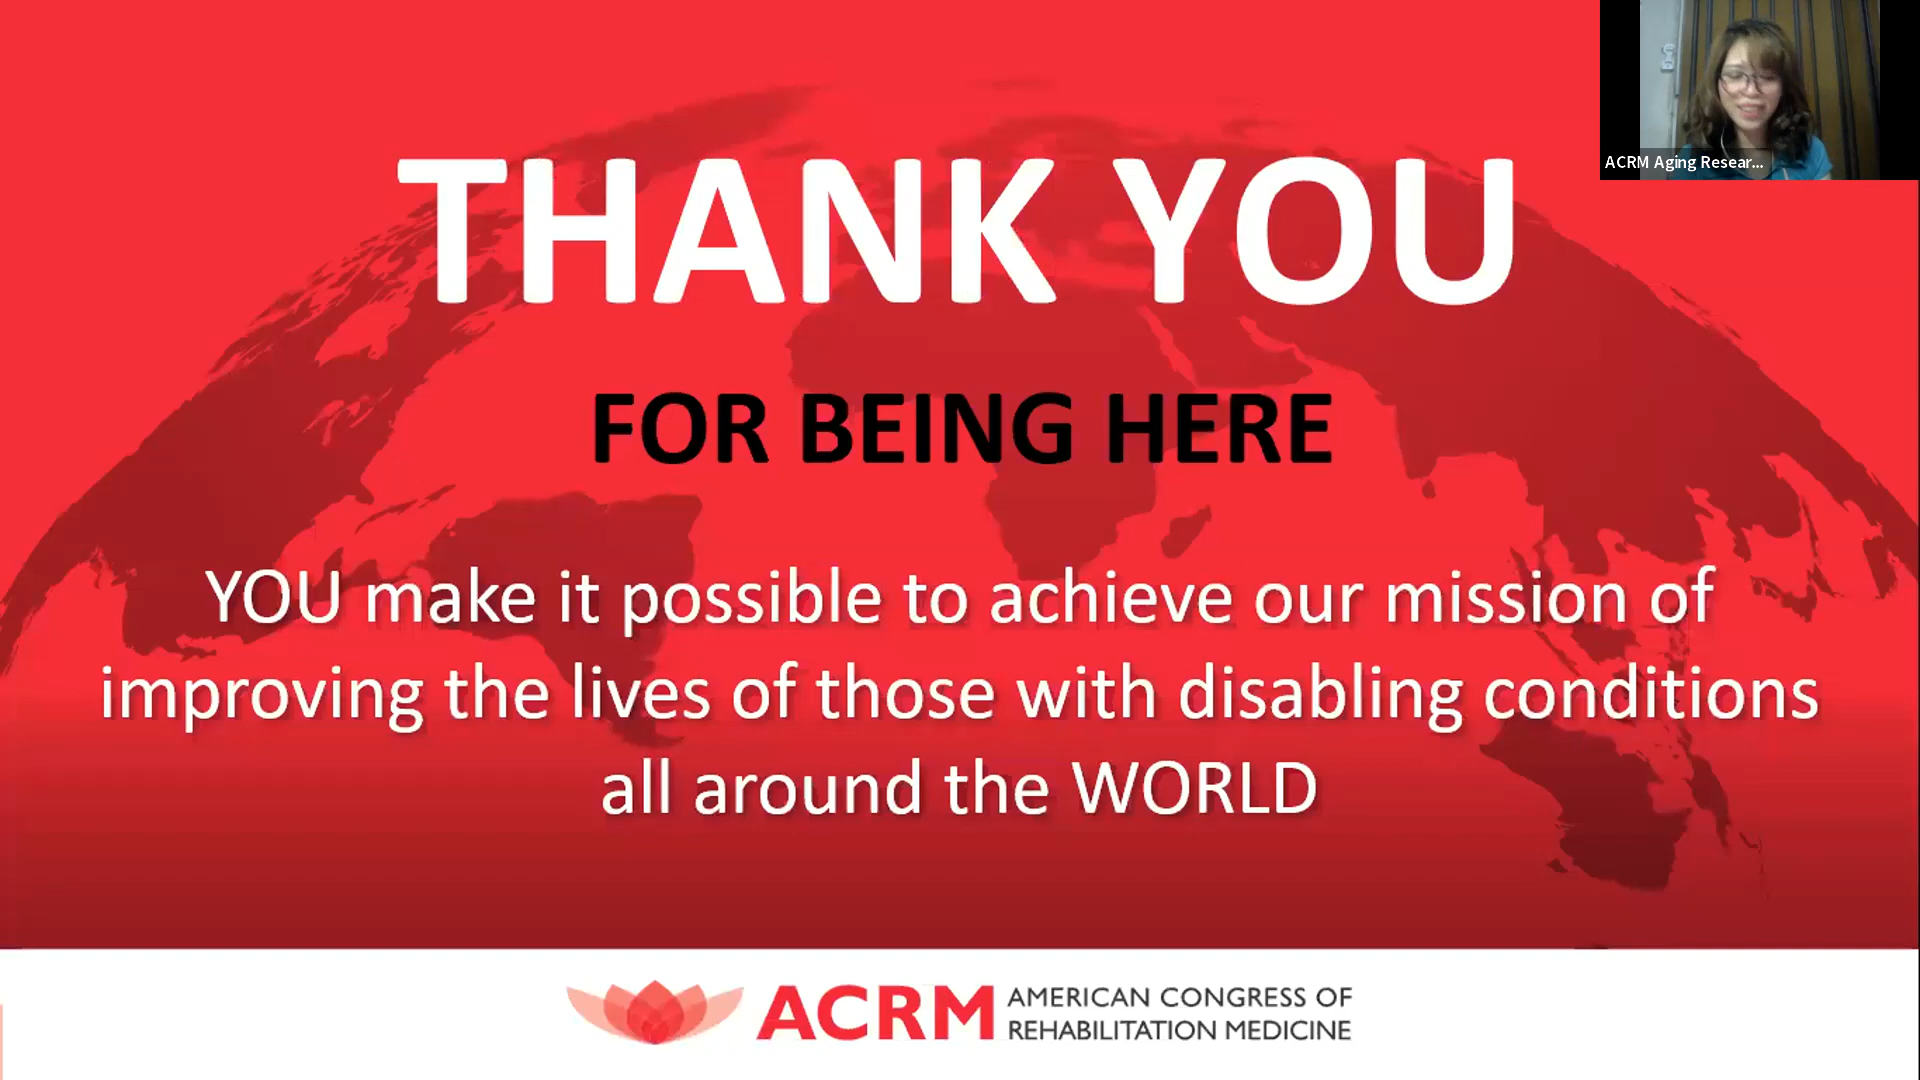 THANK YOU
FOR BEING HERE
YOU make it possible to achieve our mission of
improving the lives of those with disabling conditions
all around the WORLD
ACRM Aging Resear...
ACRM
AMERICAN CONGRESS OF
REHABILITATION MEDICINE